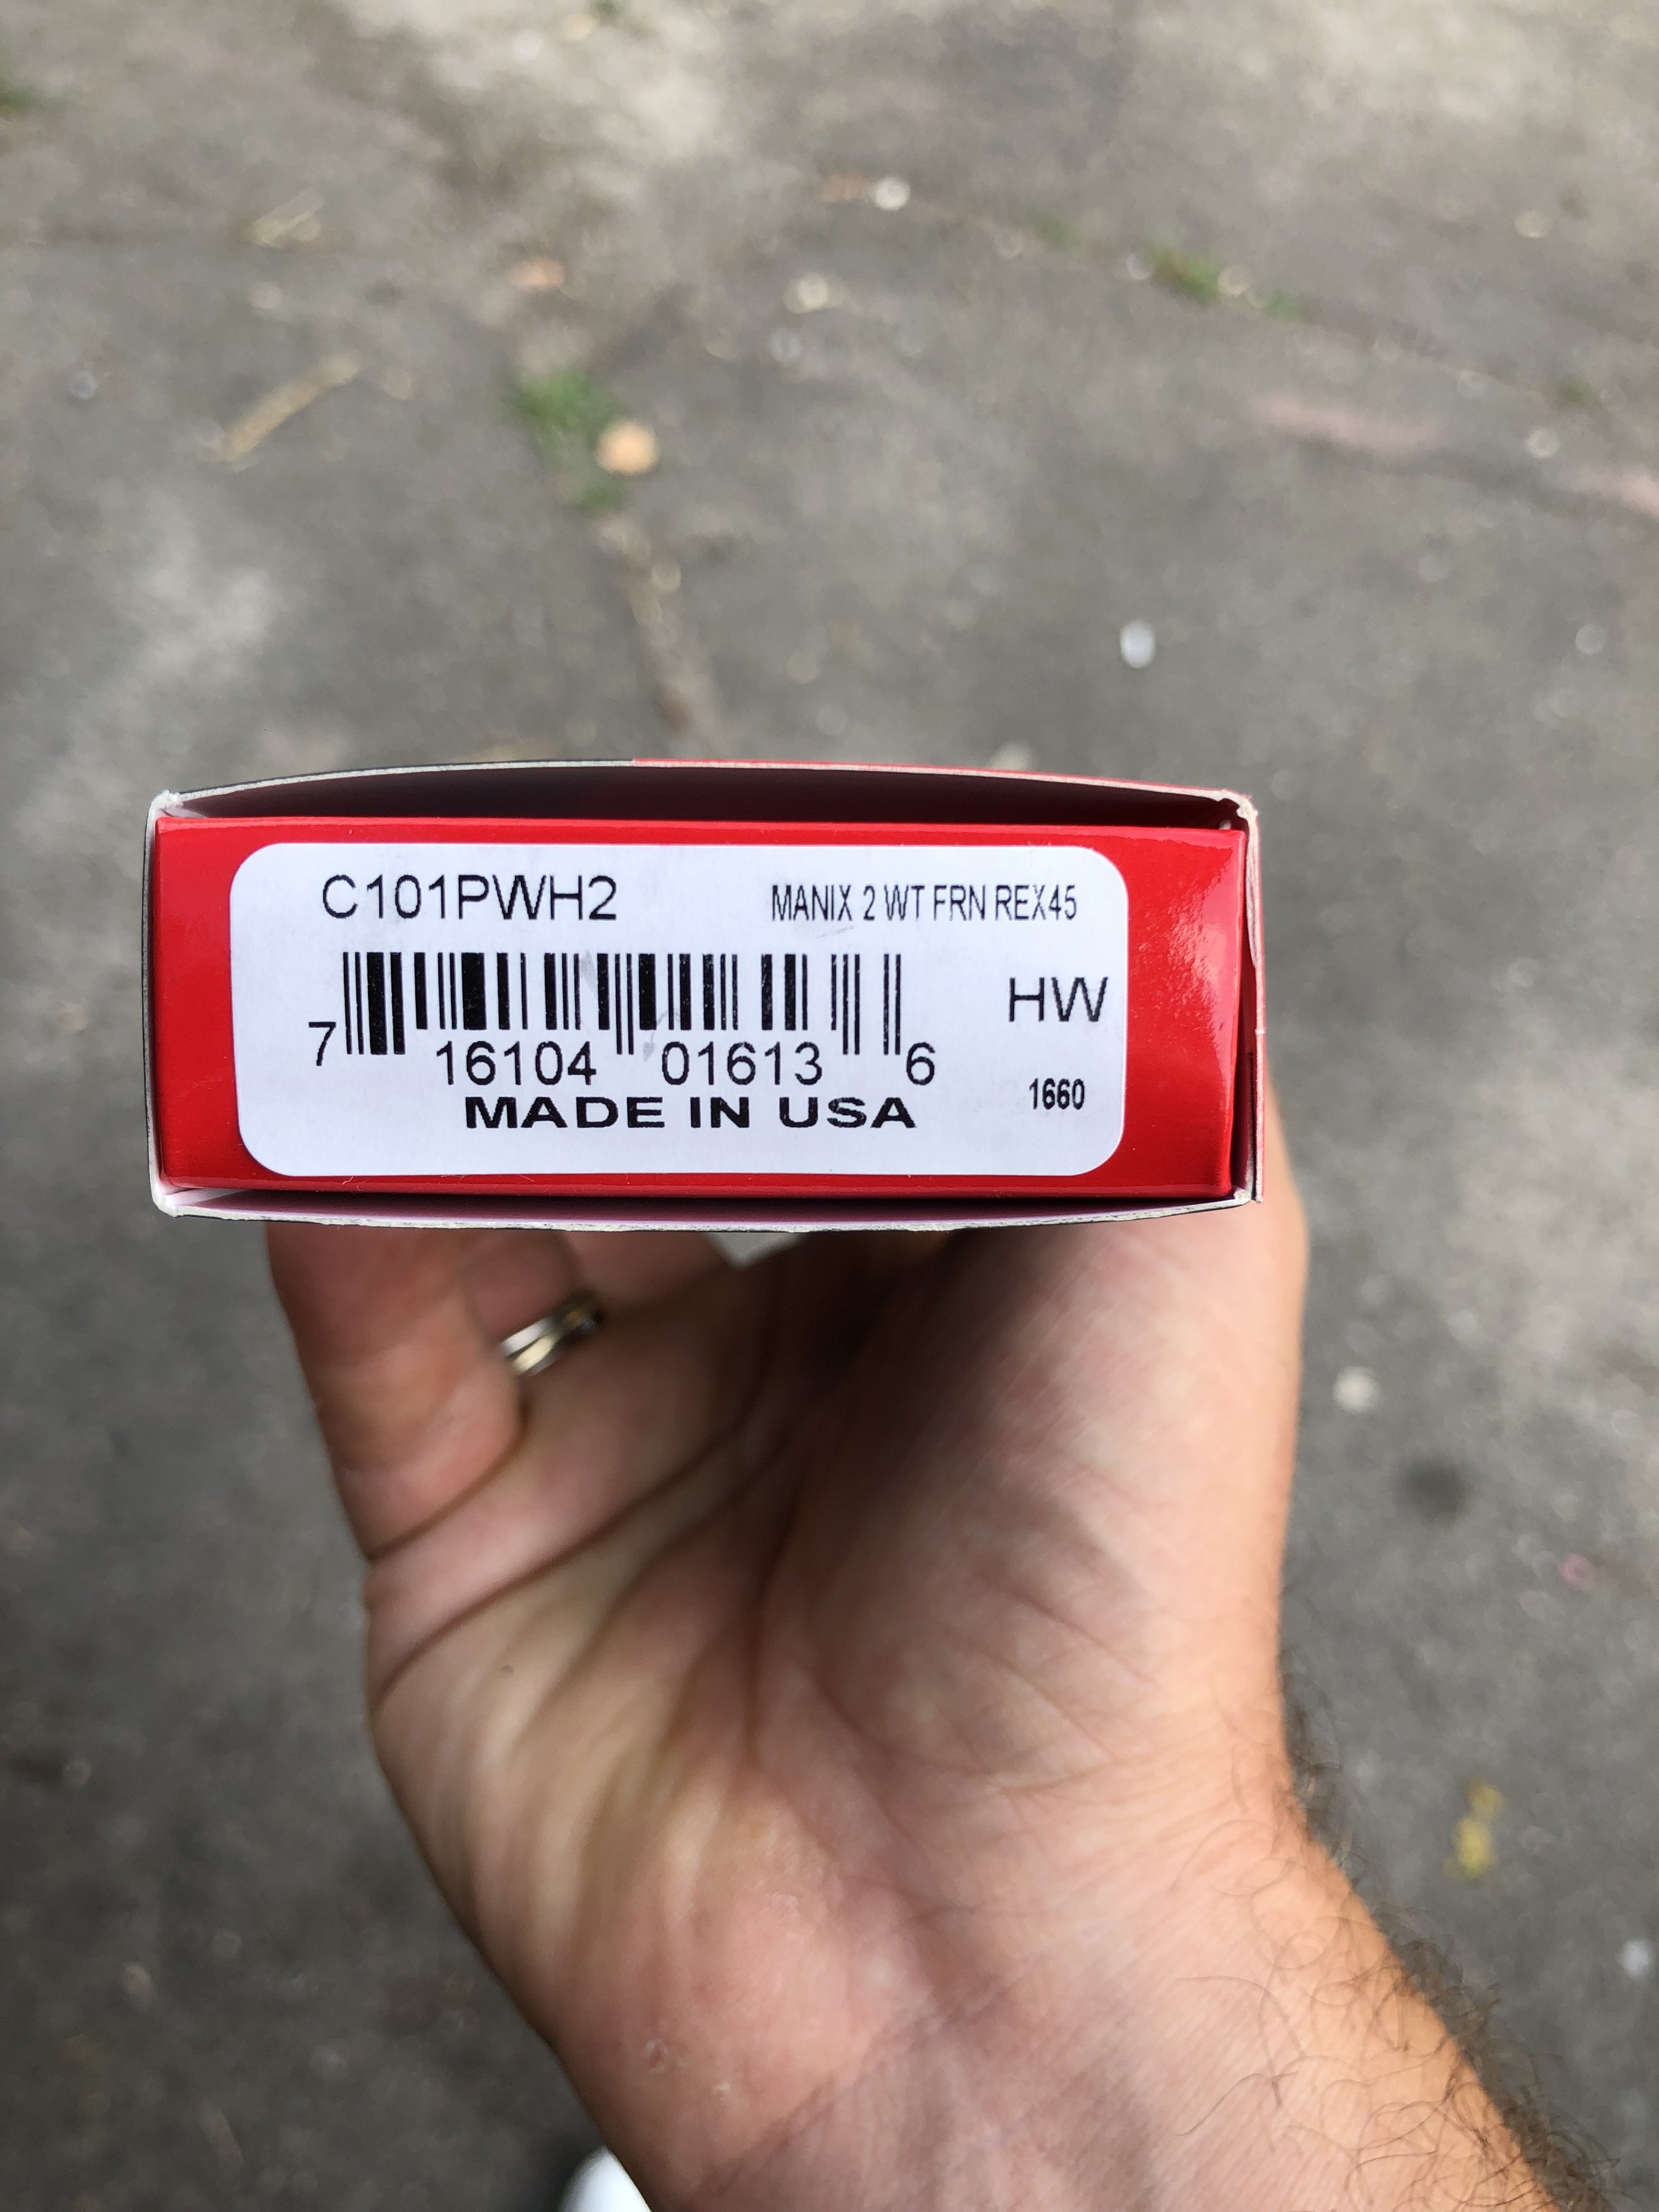 C101PWH2 MANIX 2 WT FRN REX45
HW
7 16104 01613 6
1660
MADE IN USA